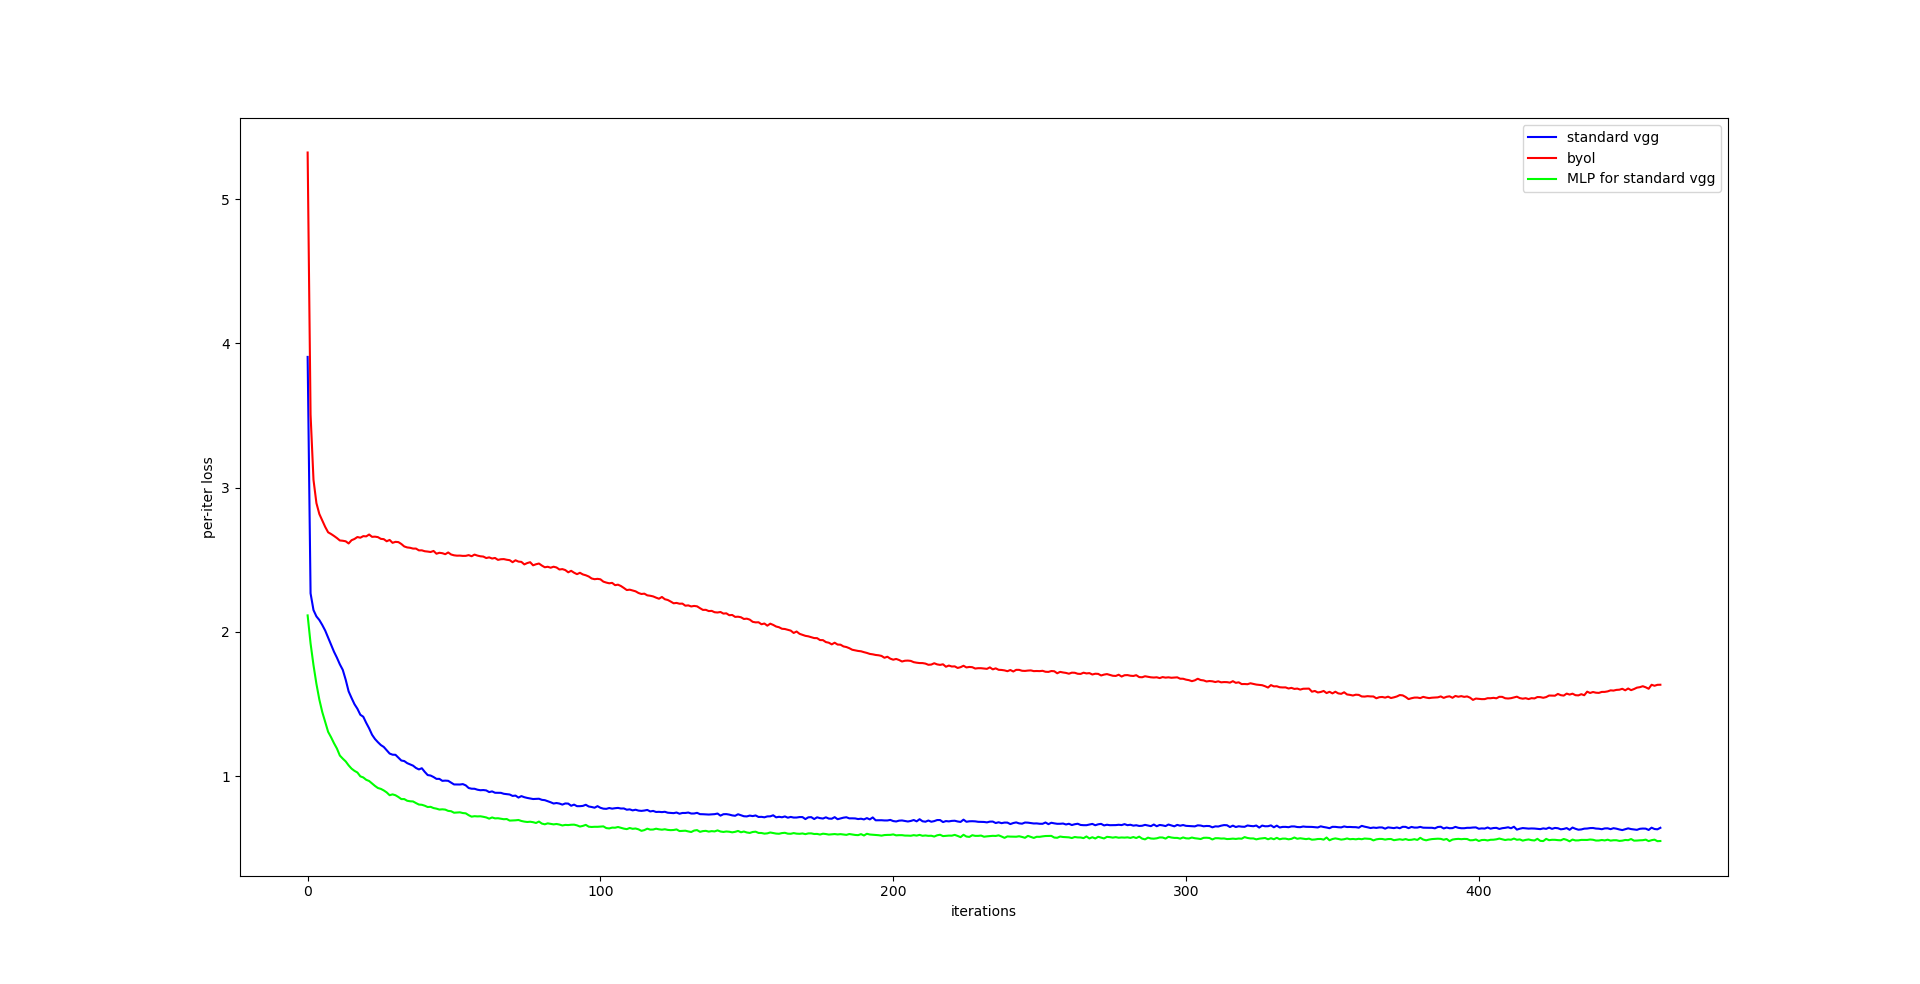 standard vgg
byol
MLP for standard vgg
5
4
3
2
1
per-iter loss
0 100 200 300 400
iterations